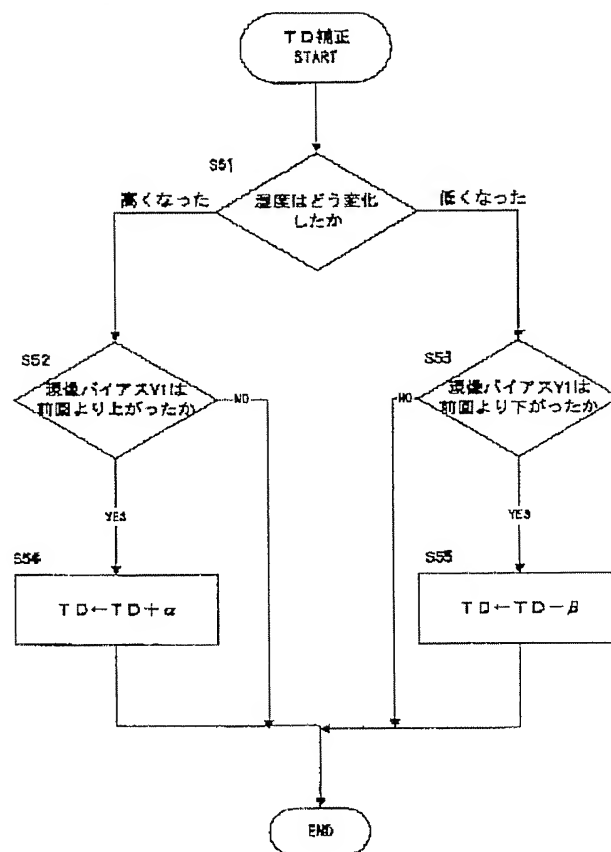 TD補正
START
S51
高くなった
湿度はどう変化
したか
低くなった
S52
現像バイアスV1は
前回より上がったか
NO
S53
現像バイアスV1は
前回より下がったか
NO
YES
YES
S54
TD←TD+α
S55
TD←TD-β
END